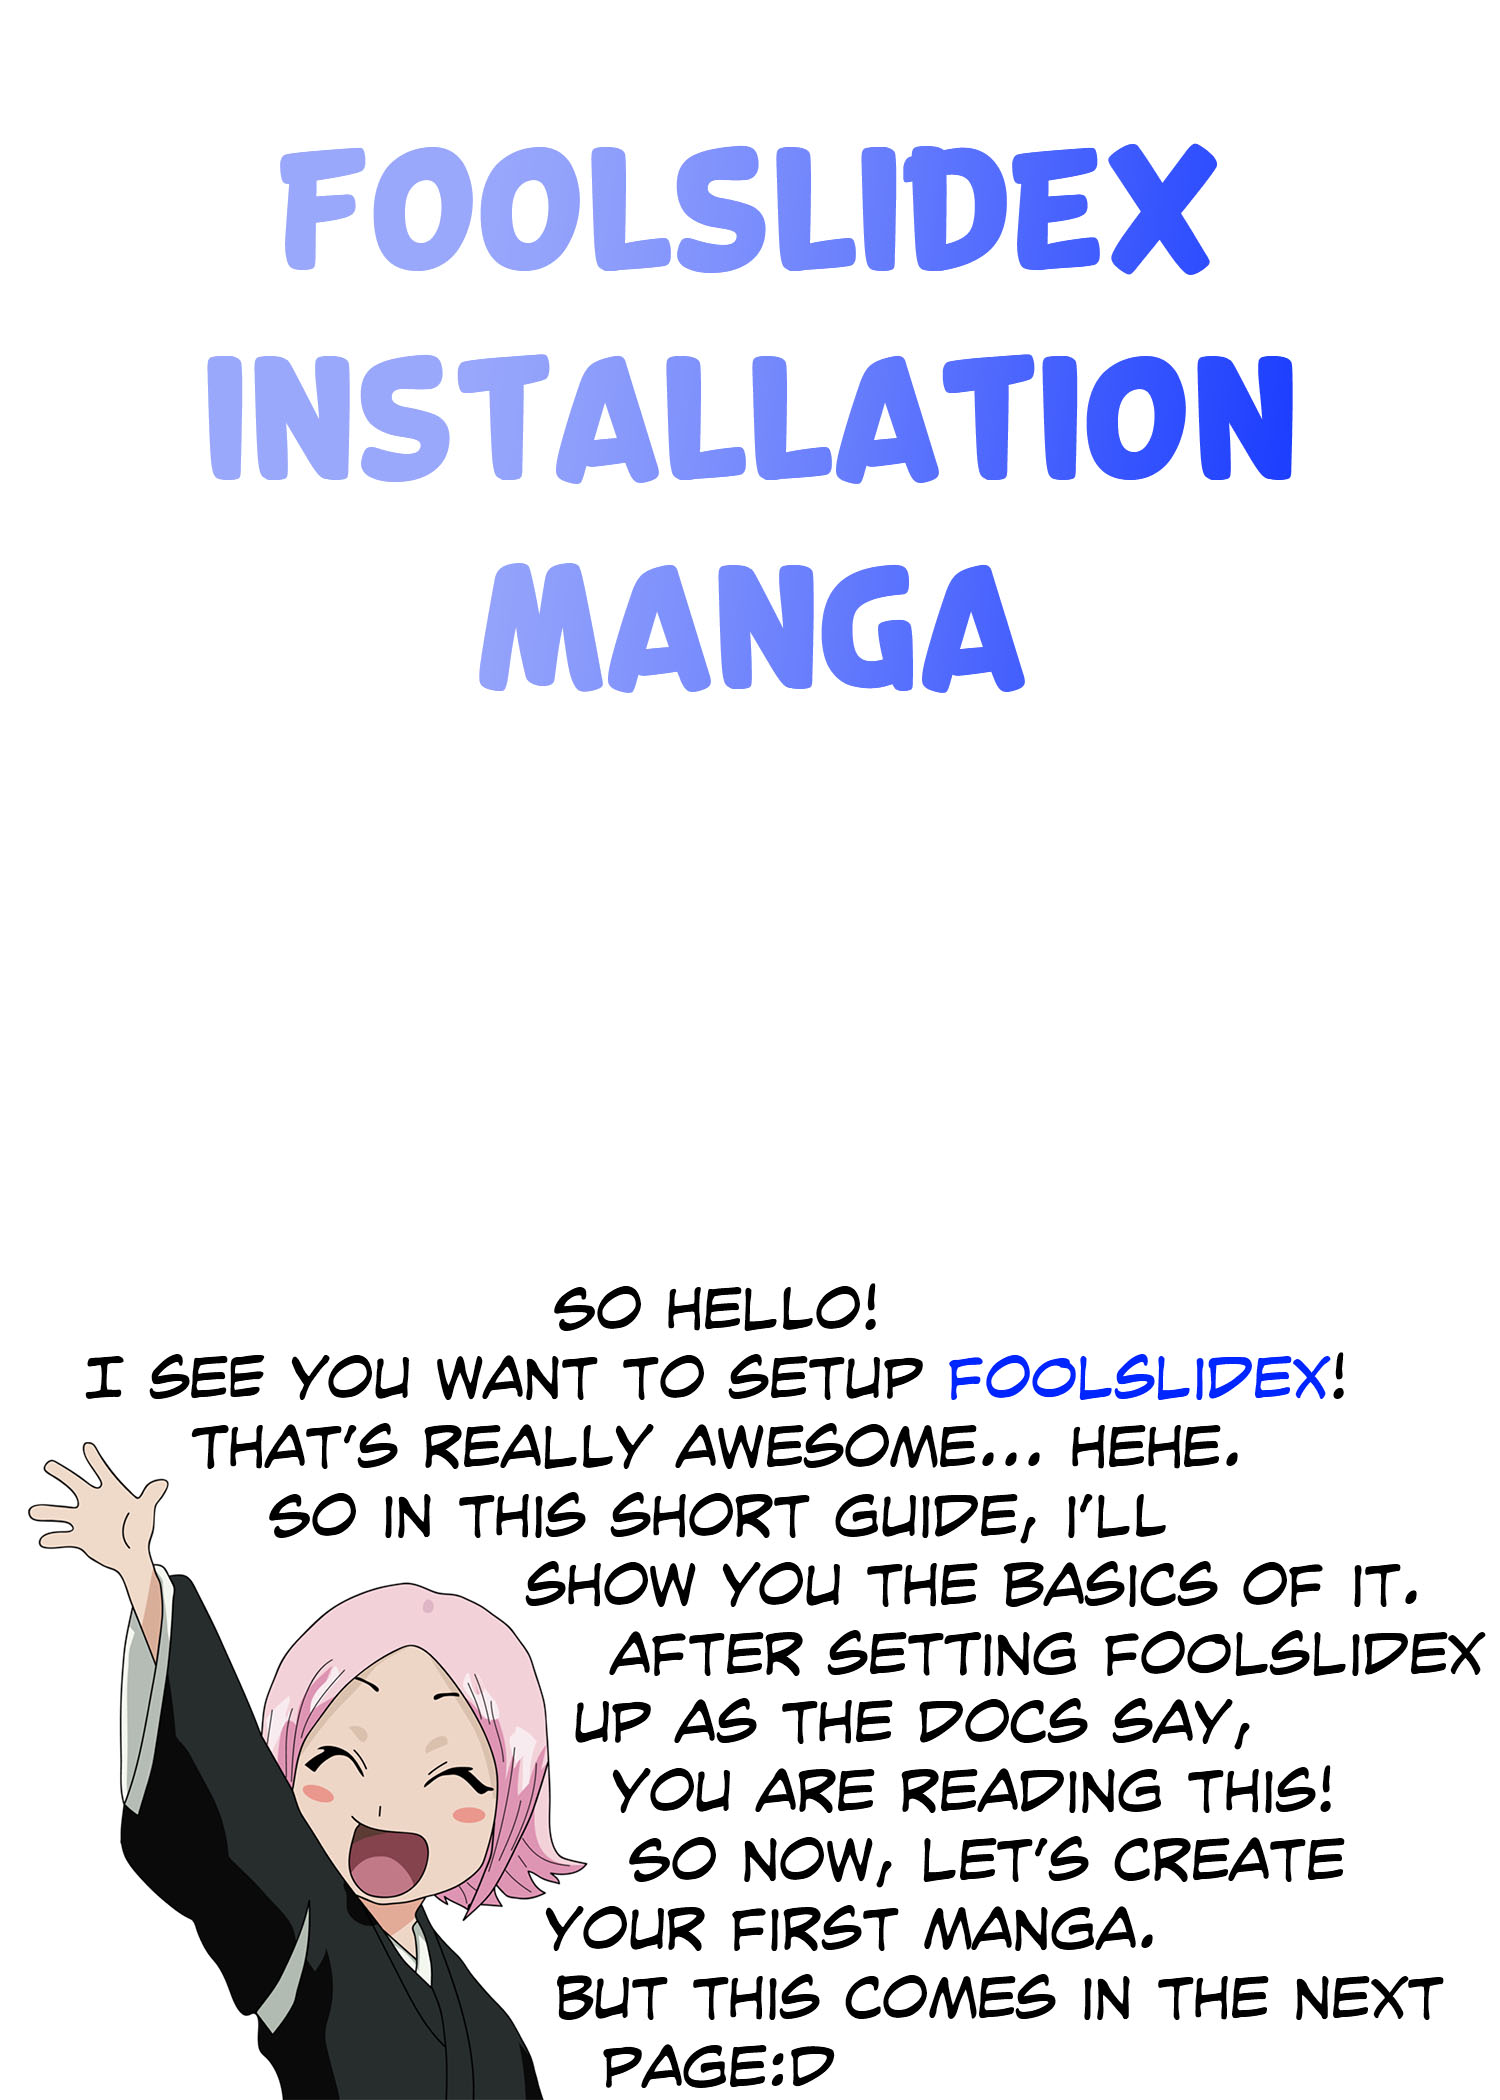 FOOLSLIDEX
INSTALLATION
MANGA
SO HELLO!
I SEE YOU WANT TO SETUP FOOLSLIDEX!
THAT'S REALLY AWESOME... HEHE.
SO IN THIS SHORT GUIDE, I'LL
SHOW YOU THE BASICS OF IT.
AFTER SETTING FOOLSLIDEX
UP AS THE DOCS SAY,
YOU ARE READING THIS!
SO NOW, LET'S CREATE
YOUR FIRST MANGA.
BUT THIS COMES IN THE NEXT
PAGE:D